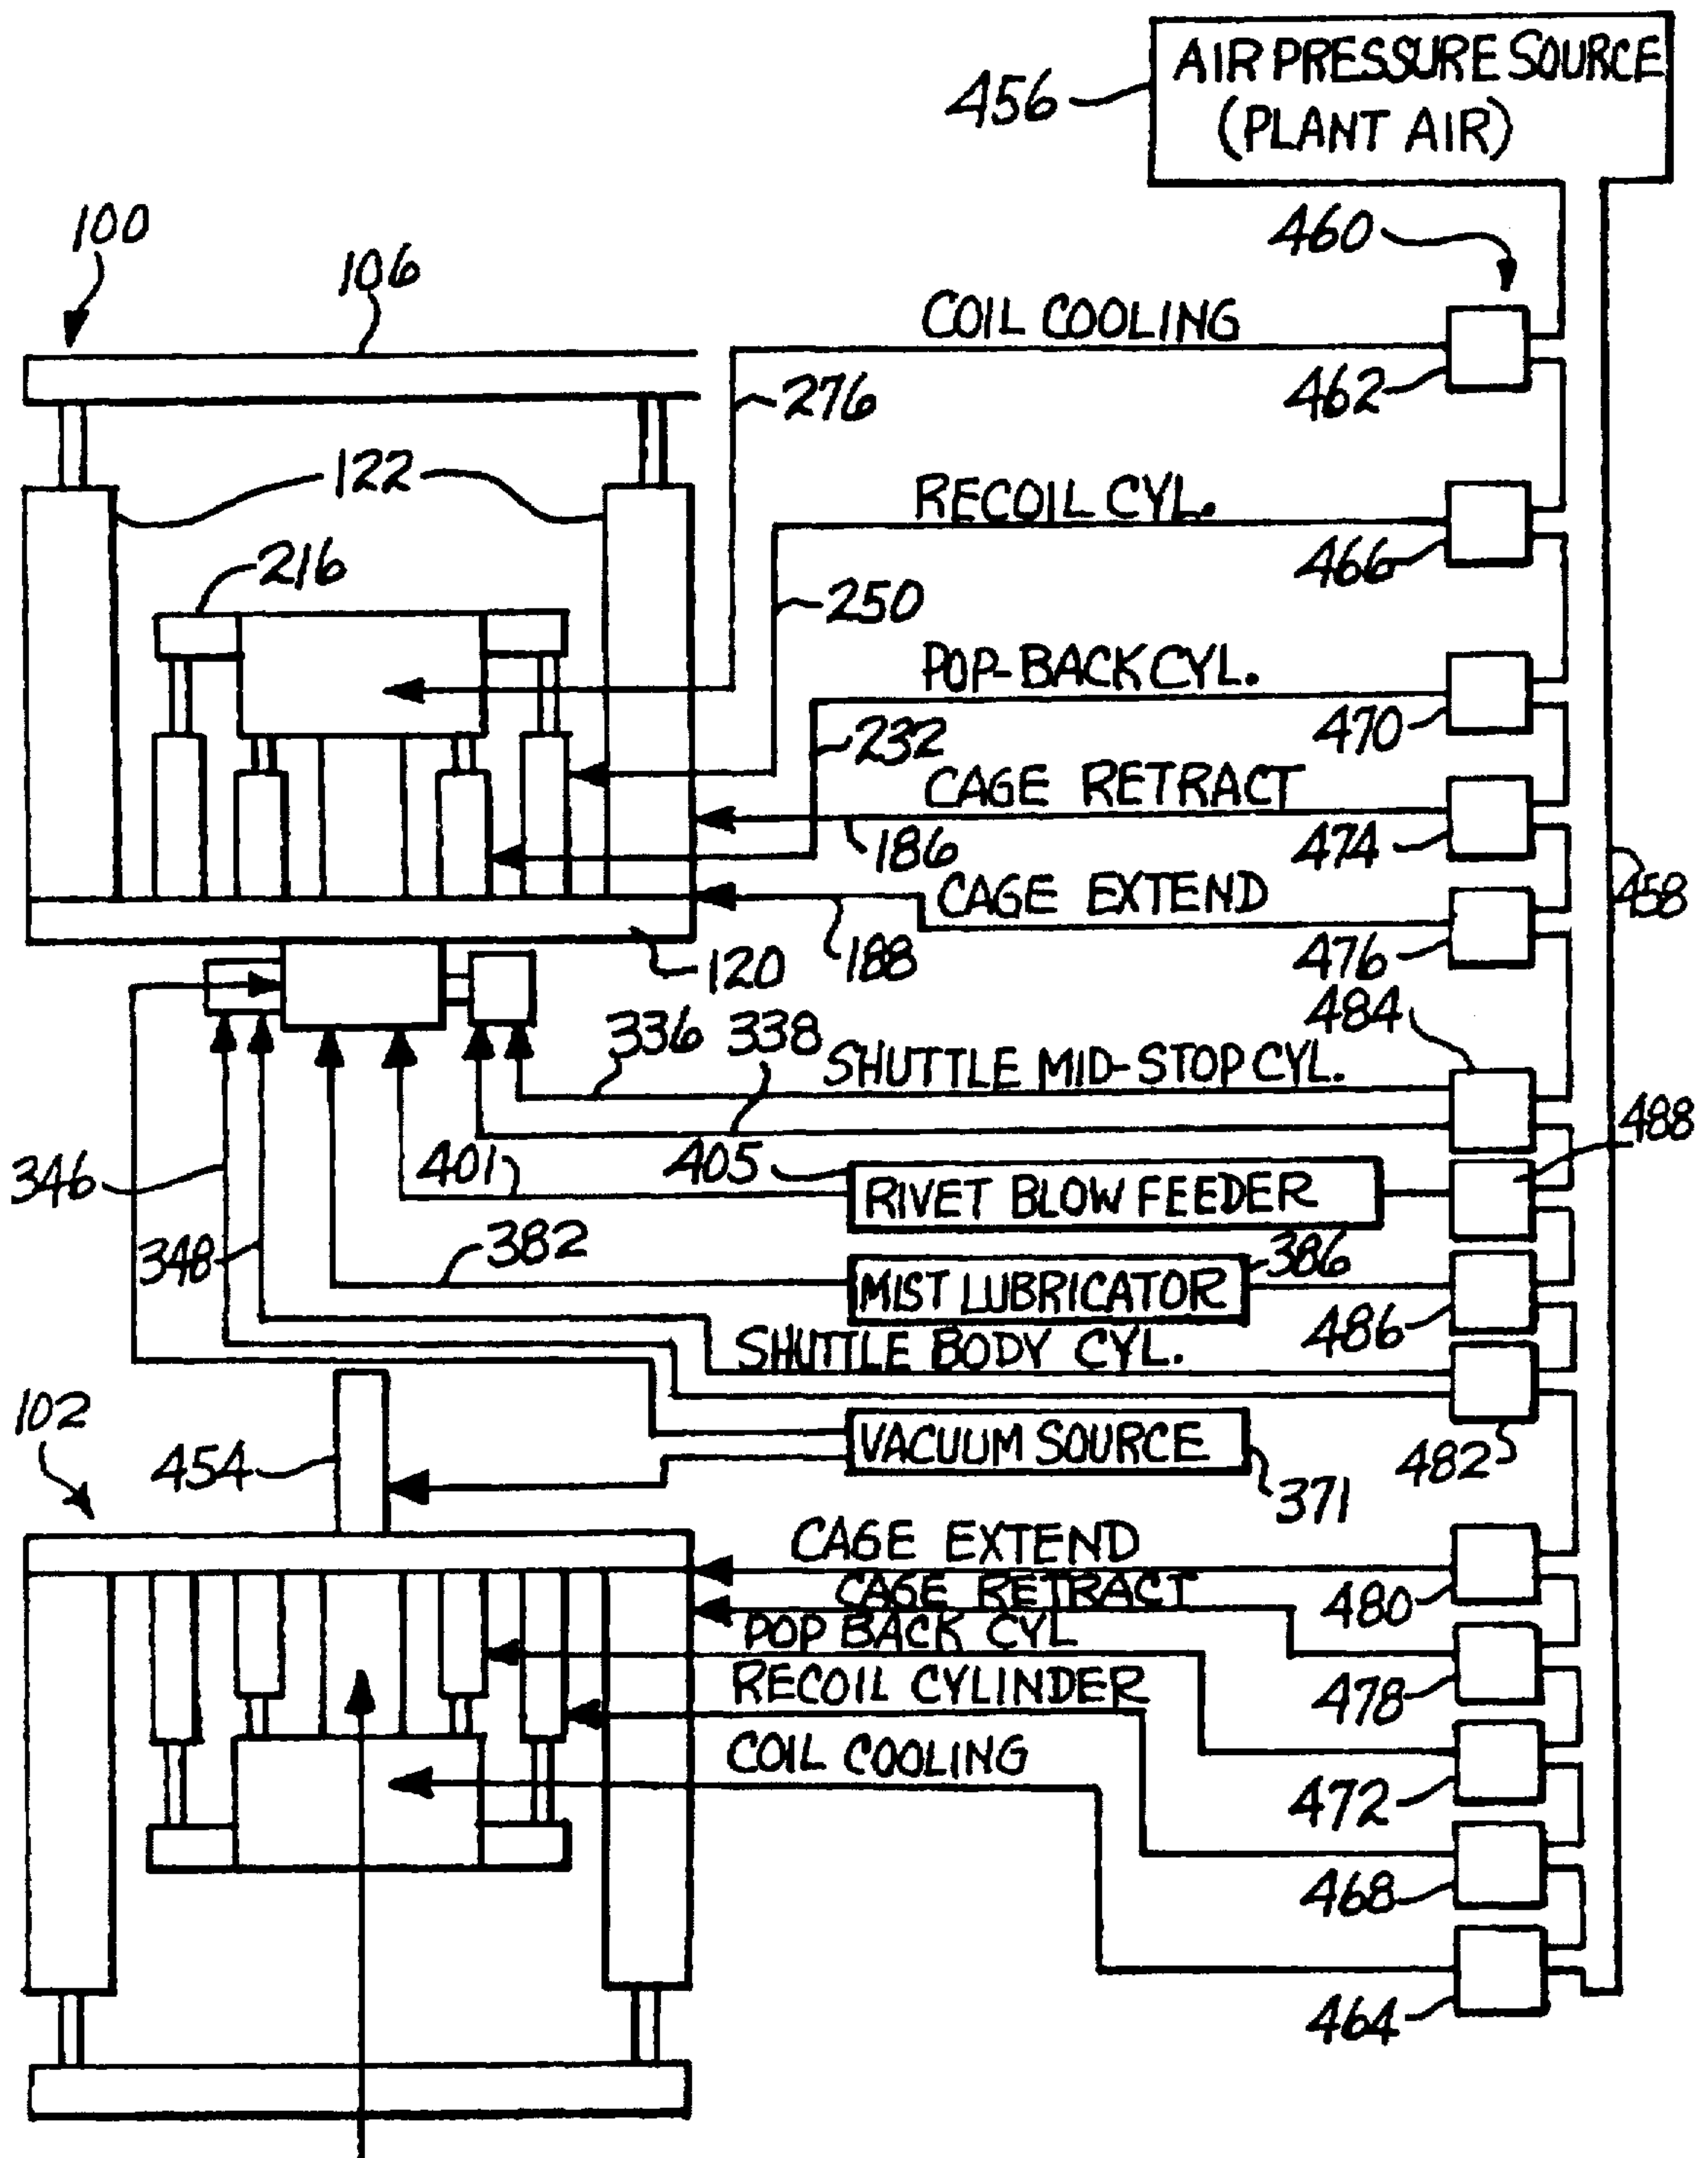 AIR PRESSURE SOURCE
(PLANT AIR)
456
100
106
460
COIL COOLING
276
462
122
RECOIL CYL.
216
466
250
POP-BACK CYL.
232
470
CAGE RETRACT
186
474
458
CAGE EXTEND
188
120
476
484
336 338
SHUTTLE MID-STOP CYL.
488
346
401
405
RIVET BLOW FEEDER
348
382
386
MIST LUBRICATOR
486
SHUTTLE BODY CYL.
102
454
VACUUM SOURCE
482
371
CAGE EXTEND
CAGE RETRACT
480
POP BACK CYL
RECOIL CYLINDER
478
COIL COOLING
472
468
464